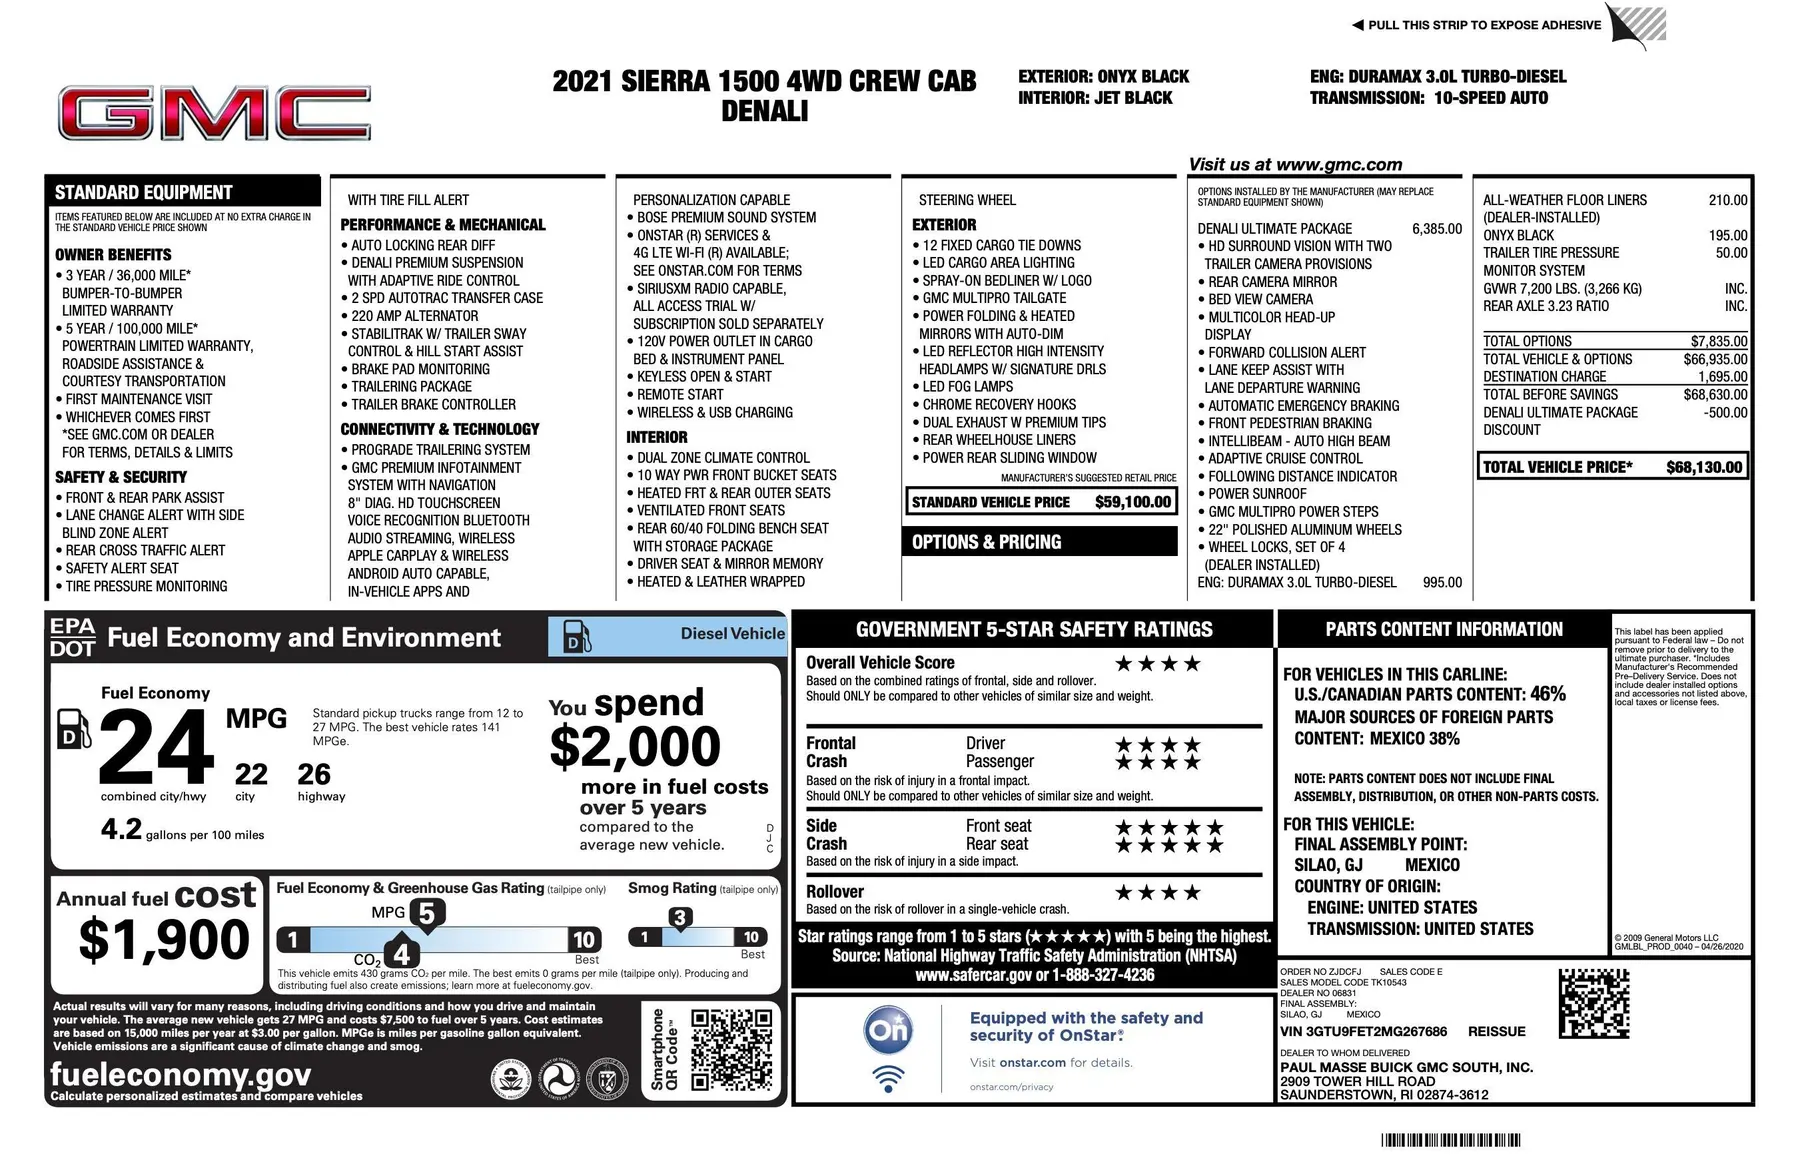 PULL THIS STRIP TO EXPOSE ADHESIVE
GMC
2021 SIERRA 1500 4WD CREW CAB
DENALI
EXTERIOR: ONYX BLACK
INTERIOR: JET BLACK
ENG: DURAMAX 3.0L TURBO-DIESEL
TRANSMISSION: 10-SPEED AUTO
Visit us at www.gmc.com
STANDARD EQUIPMENT
ITEMS FEATURED BELOW ARE INCLUDED AT NO EXTRA CHARGE IN
THE STANDARD VEHICLE PRICE SHOWN
OWNER BENEFITS
• 3 YEAR / 36,000 MILE*
BUMPER-TO-BUMPER
LIMITED WARRANTY
• 5 YEAR / 100,000 MILE*
POWERTRAIN LIMITED WARRANTY,
ROADSIDE ASSISTANCE &
COURTESY TRANSPORTATION
• FIRST MAINTENANCE VISIT
• WHICHEVER COMES FIRST
*SEE GMC.COM OR DEALER
FOR TERMS, DETAILS & LIMITS
SAFETY & SECURITY
• FRONT & REAR PARK ASSIST
• LANE CHANGE ALERT WITH SIDE
BLIND ZONE ALERT
• REAR CROSS TRAFFIC ALERT
• SAFETY ALERT SEAT
• TIRE PRESSURE MONITORING
WITH TIRE FILL ALERT
PERFORMANCE & MECHANICAL
• AUTO LOCKING REAR DIFF
• DENALI PREMIUM SUSPENSION
WITH ADAPTIVE RIDE CONTROL
• 2 SPD AUTOTRAC TRANSFER CASE
• 220 AMP ALTERNATOR
• STABILITRAK W/ TRAILER SWAY
CONTROL & HILL START ASSIST
• BRAKE PAD MONITORING
• TRAILERING PACKAGE
• TRAILER BRAKE CONTROLLER
CONNECTIVITY & TECHNOLOGY
• PROGRADE TRAILERING SYSTEM
• GMC PREMIUM INFOTAINMENT
SYSTEM WITH NAVIGATION
8" DIAG. HD TOUCHSCREEN
VOICE RECOGNITION BLUETOOTH
AUDIO STREAMING, WIRELESS
APPLE CARPLAY & WIRELESS
ANDROID AUTO CAPABLE,
IN-VEHICLE APPS AND
PERSONALIZATION CAPABLE
• BOSE PREMIUM SOUND SYSTEM
• ONSTAR (R) SERVICES &
4G LTE WI-FI (R) AVAILABLE;
SEE ONSTAR.COM FOR TERMS
• SIRIUSXM RADIO CAPABLE,
ALL ACCESS TRIAL W/
SUBSCRIPTION SOLD SEPARATELY
• 120V POWER OUTLET IN CARGO
BED & INSTRUMENT PANEL
• KEYLESS OPEN & START
• REMOTE START
• WIRELESS & USB CHARGING
INTERIOR
• DUAL ZONE CLIMATE CONTROL
• 10 WAY PWR FRONT BUCKET SEATS
• HEATED FRT & REAR OUTER SEATS
• VENTILATED FRONT SEATS
• REAR 60/40 FOLDING BENCH SEAT
WITH STORAGE PACKAGE
• DRIVER SEAT & MIRROR MEMORY
• HEATED & LEATHER WRAPPED
STEERING WHEEL
EXTERIOR
• 12 FIXED CARGO TIE DOWNS
• LED CARGO AREA LIGHTING
• SPRAY-ON BEDLINER W/ LOGO
• GMC MULTIPRO TAILGATE
• POWER FOLDING & HEATED
MIRRORS WITH AUTO-DIM
• LED REFLECTOR HIGH INTENSITY
HEADLAMPS W/ SIGNATURE DRLS
• LED FOG LAMPS
• CHROME RECOVERY HOOKS
• DUAL EXHAUST W PREMIUM TIPS
• REAR WHEELHOUSE LINERS
• POWER REAR SLIDING WINDOW
MANUFACTURER'S SUGGESTED RETAIL PRICE
STANDARD VEHICLE PRICE $59,100.00
OPTIONS & PRICING
OPTIONS INSTALLED BY THE MANUFACTURER (MAY REPLACE
STANDARD EQUIPMENT SHOWN)
DENALI ULTIMATE PACKAGE 6,385.00
• HD SURROUND VISION WITH TWO
TRAILER CAMERA PROVISIONS
• REAR CAMERA MIRROR
• BED VIEW CAMERA
• MULTICOLOR HEAD-UP
DISPLAY
• FORWARD COLLISION ALERT
• LANE KEEP ASSIST WITH
LANE DEPARTURE WARNING
• AUTOMATIC EMERGENCY BRAKING
• FRONT PEDESTRIAN BRAKING
• INTELLIBEAM - AUTO HIGH BEAM
• ADAPTIVE CRUISE CONTROL
• FOLLOWING DISTANCE INDICATOR
• POWER SUNROOF
• GMC MULTIPRO POWER STEPS
• 22" POLISHED ALUMINUM WHEELS
• WHEEL LOCKS, SET OF 4
(DEALER INSTALLED)
ENG: DURAMAX 3.0L TURBO-DIESEL 995.00
ALL-WEATHER FLOOR LINERS 210.00
(DEALER-INSTALLED)
ONYX BLACK 195.00
TRAILER TIRE PRESSURE 50.00
MONITOR SYSTEM
GVWR 7,200 LBS. (3,266 KG) INC.
REAR AXLE 3.23 RATIO INC.
TOTAL OPTIONS $7,835.00
TOTAL VEHICLE & OPTIONS $66,935.00
DESTINATION CHARGE 1,695.00
TOTAL BEFORE SAVINGS $68,630.00
DENALI ULTIMATE PACKAGE -500.00
DISCOUNT
TOTAL VEHICLE PRICE* $68,130.00
EPA
DOT
Fuel Economy and Environment
D
Diesel Vehicle
Fuel Economy
D
24 MPG
combined city/hwy
22
city
26
highway
4.2 gallons per 100 miles
Standard pickup trucks range from 12 to
27 MPG. The best vehicle rates 141
MPGe.
You spend
$2,000
more in fuel costs
over 5 years
compared to the
average new vehicle.
D
J
C
Annual fuel cost
$1,900
Fuel Economy & Greenhouse Gas Rating (tailpipe only)
MPG 5
1
10
CO2 4
Best
Smog Rating (tailpipe only)
3
1
10
Best
This vehicle emits 430 grams CO2 per mile. The best emits 0 grams per mile (tailpipe only). Producing and
distributing fuel also create emissions; learn more at fueleconomy.gov.
Actual results will vary for many reasons, including driving conditions and how you drive and maintain
your vehicle. The average new vehicle gets 27 MPG and costs $7,500 to fuel over 5 years. Cost estimates
are based on 15,000 miles per year at $3.00 per gallon. MPGe is miles per gasoline gallon equivalent.
Vehicle emissions are a significant cause of climate change and smog.
fueleconomy.gov
Calculate personalized estimates and compare vehicles
Smartphone
QR Code™
GOVERNMENT 5-STAR SAFETY RATINGS
Overall Vehicle Score ★★★★
Based on the combined ratings of frontal, side and rollover.
Should ONLY be compared to other vehicles of similar size and weight.
Frontal Driver ★★★★
Crash Passenger ★★★★
Based on the risk of injury in a frontal impact.
Should ONLY be compared to other vehicles of similar size and weight.
Side Front seat ★★★★★
Crash Rear seat ★★★★★
Based on the risk of injury in a side impact.
Rollover ★★★★
Based on the risk of rollover in a single-vehicle crash.
Star ratings range from 1 to 5 stars (★★★★★) with 5 being the highest.
Source: National Highway Traffic Safety Administration (NHTSA)
www.safercar.gov or 1-888-327-4236
On
Equipped with the safety and
security of OnStar®.
Visit onstar.com for details.
onstar.com/privacy
PARTS CONTENT INFORMATION
FOR VEHICLES IN THIS CARLINE:
U.S./CANADIAN PARTS CONTENT: 46%
MAJOR SOURCES OF FOREIGN PARTS
CONTENT: MEXICO 38%
NOTE: PARTS CONTENT DOES NOT INCLUDE FINAL
ASSEMBLY, DISTRIBUTION, OR OTHER NON-PARTS COSTS.
FOR THIS VEHICLE:
FINAL ASSEMBLY POINT:
SILAO, GJ MEXICO
COUNTRY OF ORIGIN:
ENGINE: UNITED STATES
TRANSMISSION: UNITED STATES
This label has been applied
pursuant to Federal law – Do not
remove prior to delivery to the
ultimate purchaser. *Includes
Manufacturer's Recommended
Pre–Delivery Service. Does not
include dealer installed options
and accessories not listed above,
local taxes or license fees.
© 2009 General Motors LLC
GMLBL_PROD_0040 – 04/26/2020
ORDER NO ZJDCFJ SALES CODE E
SALES MODEL CODE TK10543
DEALER NO 06831
FINAL ASSEMBLY:
SILAO, GJ MEXICO
VIN 3GTU9FET2MG267686 REISSUE
DEALER TO WHOM DELIVERED
PAUL MASSE BUICK GMC SOUTH, INC.
2909 TOWER HILL ROAD
SAUNDERSTOWN, RI 02874-3612